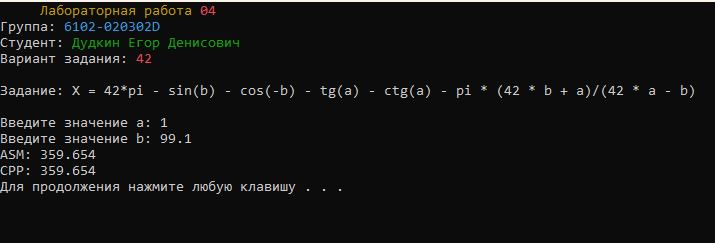 Лабораторная работа 04
Группа: 6102-020302D
Студент: Дудкин Егор Денисович
Вариант задания: 42
Задание: X = 42*pi - sin(b) - cos(-b) - tg(a) - ctg(a) - pi * (42 * b + a)/(42 * a - b)
Введите значение a: 1
Введите значение b: 99.1
ASM: 359.654
CPP: 359.654
Для продолжения нажмите любую клавишу . . .